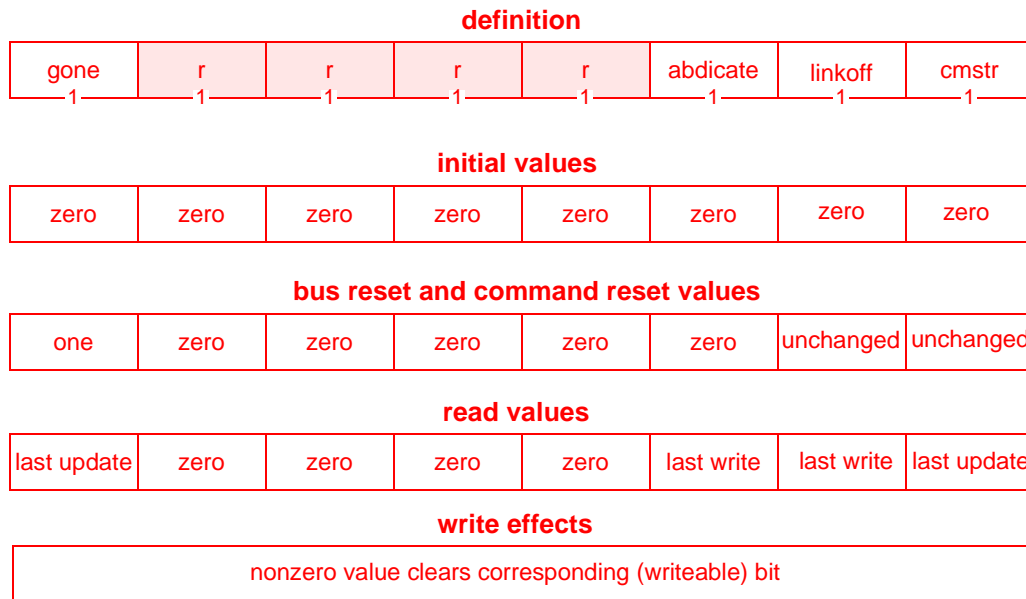 definition
gone r r r r abdicate linkoff cmstr
1 1 1 1 1 1 1 1
initial values
zero zero zero zero zero zero zero zero
bus reset and command reset values
one zero zero zero zero zero unchanged unchanged
read values
last update zero zero zero zero last write last write last update
write effects
nonzero value clears corresponding (writeable) bit